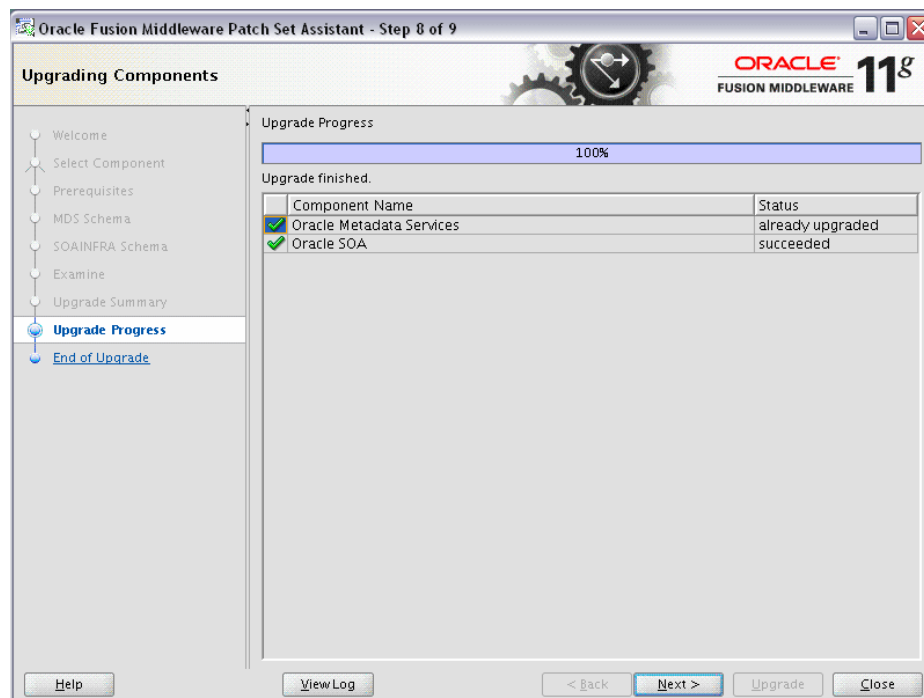 Oracle Fusion Middleware Patch Set Assistant - Step 8 of 9
Upgrading Components
ORACLE
FUSION MIDDLEWARE 11g
Welcome
Select Component
Prerequisites
MDS Schema
SOAINFRA Schema
Examine
Upgrade Summary
Upgrade Progress
End of Upgrade
Upgrade Progress
100%
Upgrade finished.
Component Name Status
Oracle Metadata Services already upgraded
Oracle SOA succeeded
Help View Log < Back Next > Upgrade Close